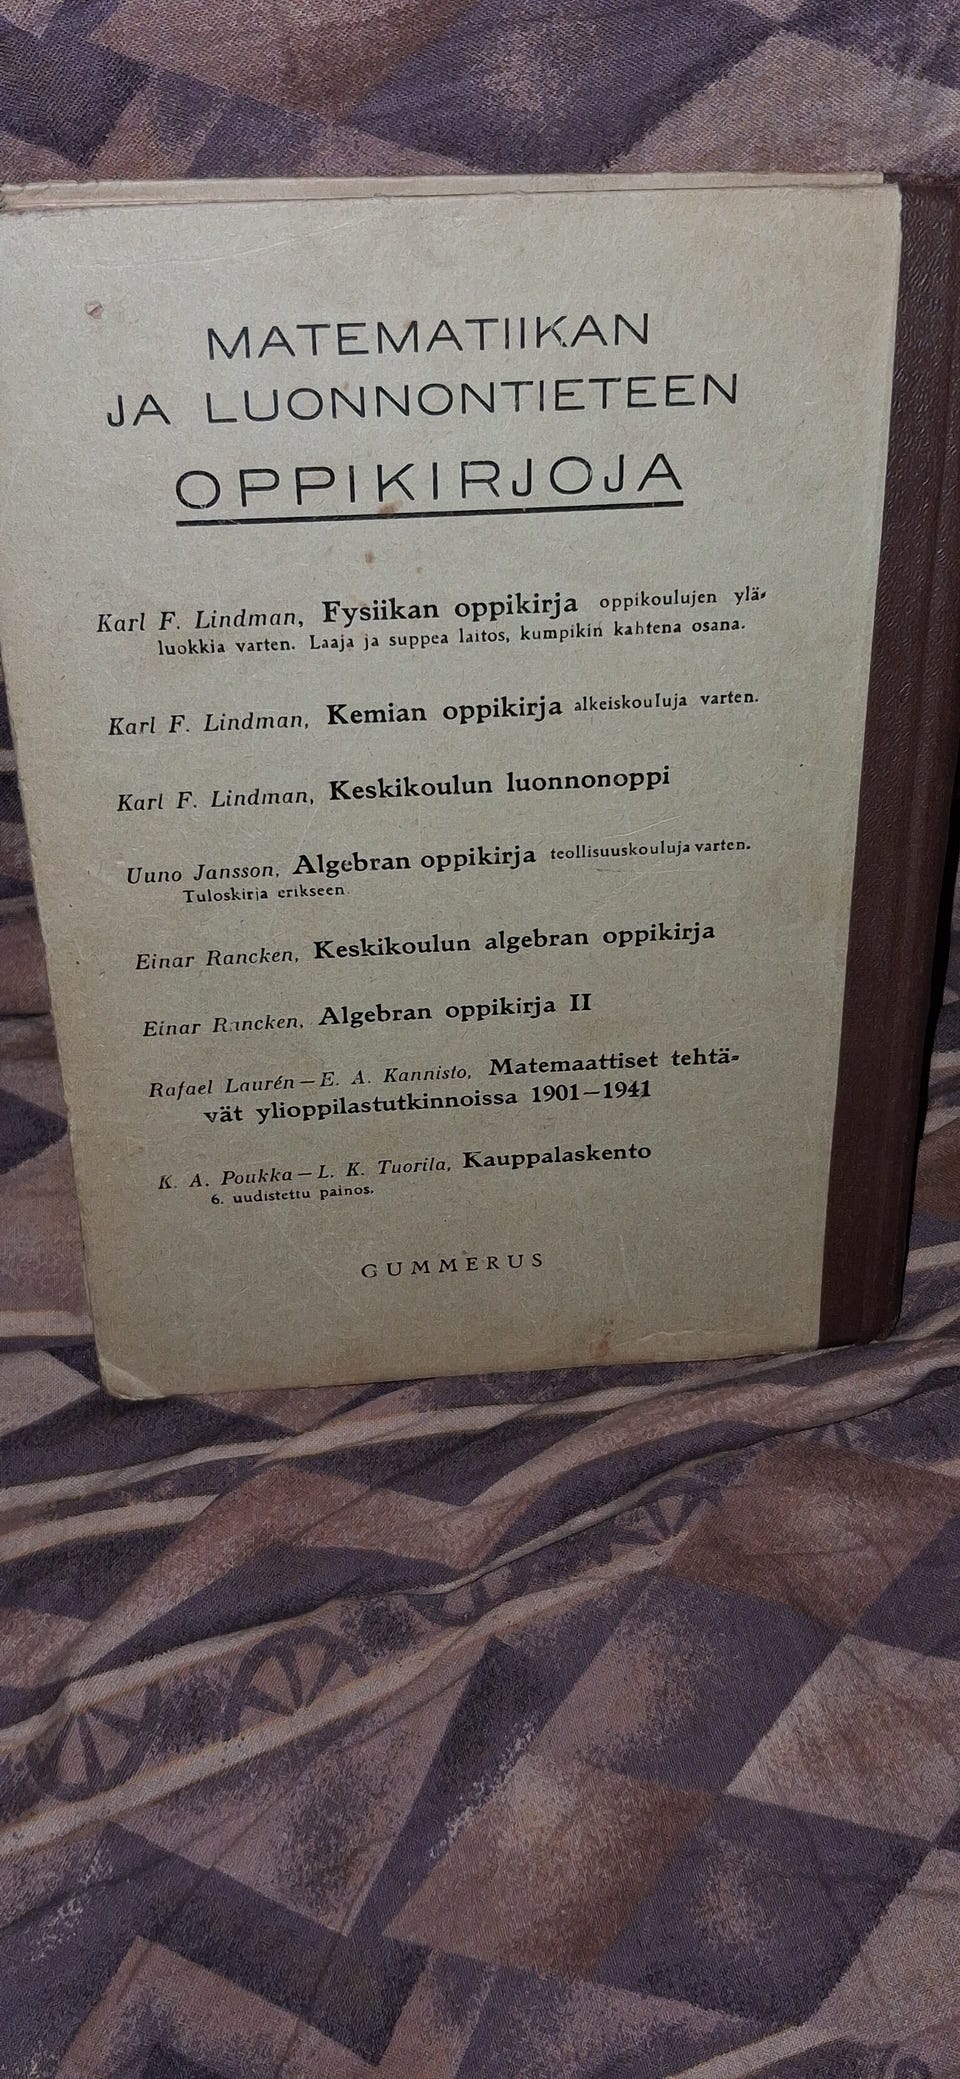 MATEMATIIKAN
JA LUONNONTIETEEN
OPPIKIRJOJA
Karl F. Lindman, Fysiikan oppikirja oppikoulujen ylä-
luokkia varten. Laaja ja suppea laitos, kumpikin kahtena osana.
Karl F. Lindman, Kemian oppikirja alkeiskouluja varten.
Karl F. Lindman, Keskikoulun luonnonoppi
Uuno Jansson, Algebran oppikirja teollisuuskouluja varten.
Tuloskirja erikseen.
Einar Rancken, Keskikoulun algebran oppikirja
Einar Rancken, Algebran oppikirja II
Rafael Laurén — E. A. Kannisto, Matemaattiset tehtä-
vät ylioppilastutkinnoissa 1901—1941
K. A. Poukka — L. K. Tuorila, Kauppalaskento
6. uudistettu painos.
GUMMERUS